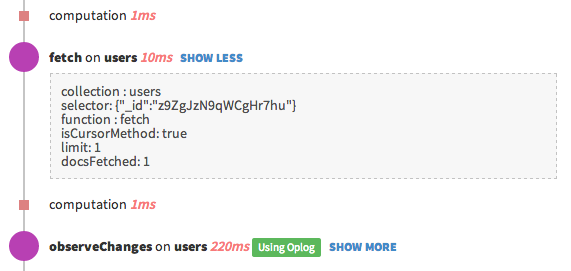 computation 1ms
fetch on users 10ms SHOW LESS
collection : users
selector: {"_id":"z9ZgJzN9qWCgHr7hu"}
function : fetch
isCursorMethod: true
limit: 1
docsFetched: 1
computation 1ms
observeChanges on users 220ms Using Oplog SHOW MORE